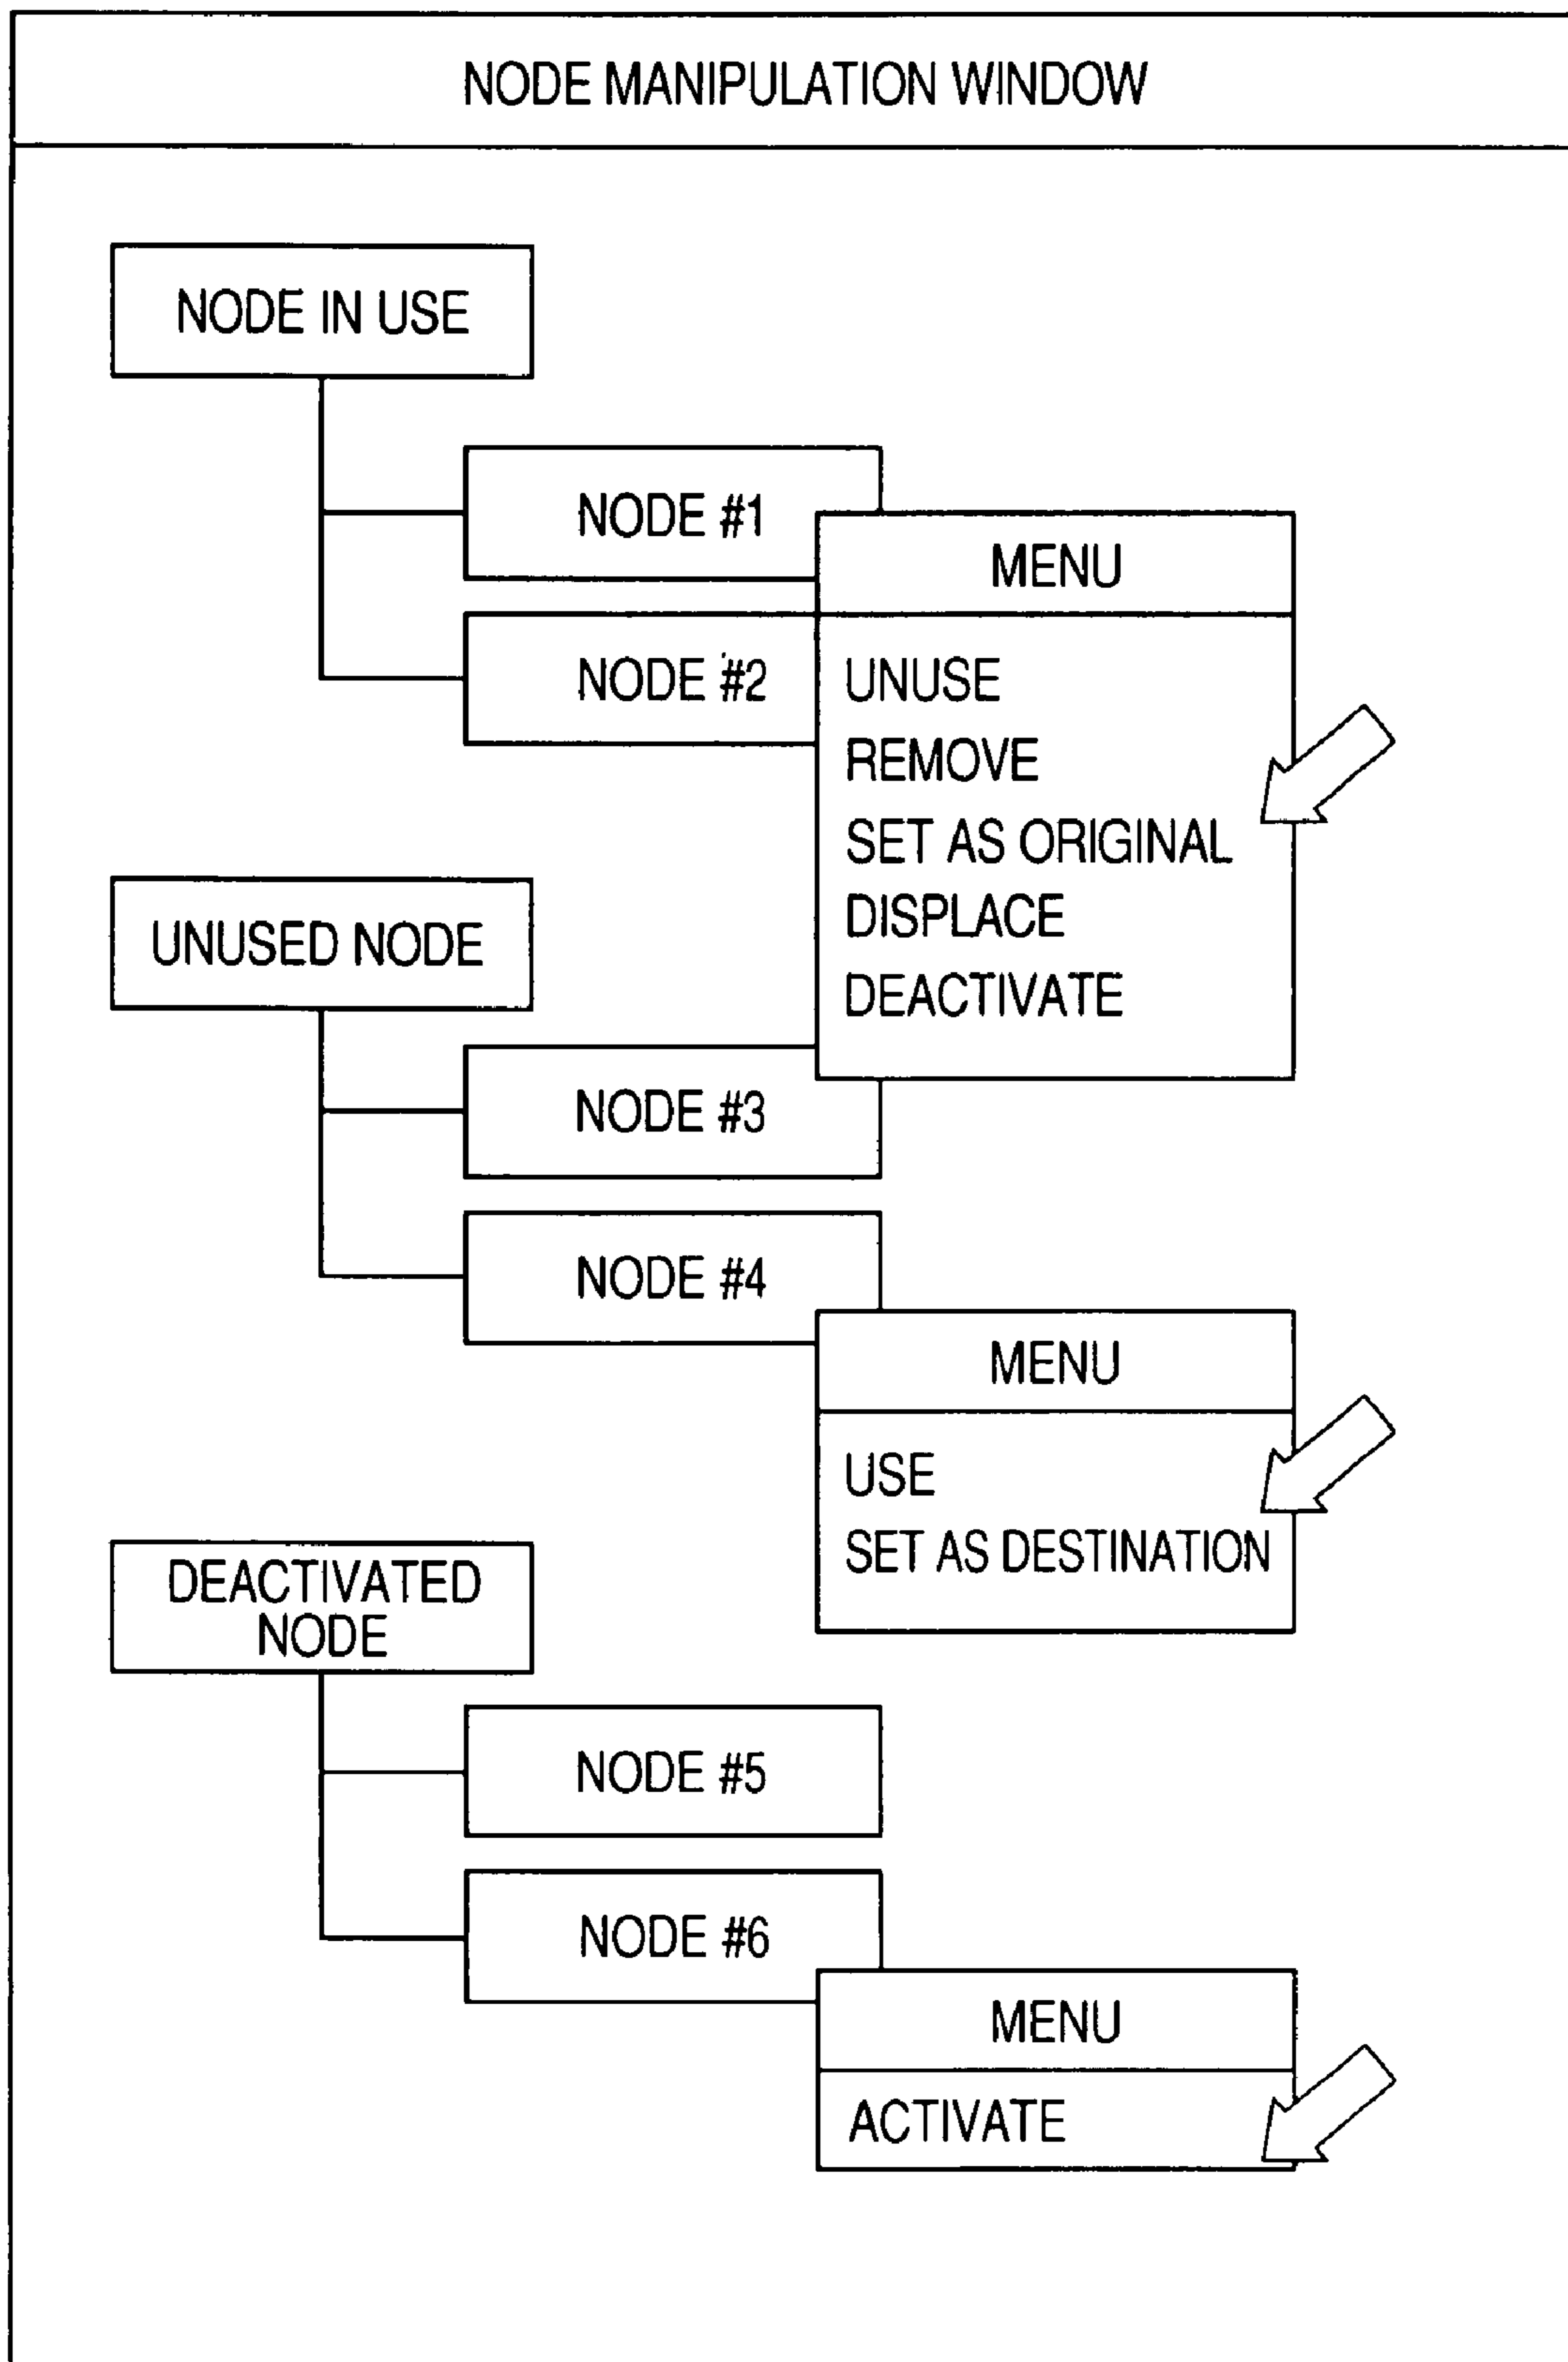 NODE MANIPULATION WINDOW
NODE IN USE
NODE #1
MENU
NODE #2
UNUSE
REMOVE
SET AS ORIGINAL
DISPLACE
DEACTIVATE
UNUSED NODE
NODE #3
NODE #4
MENU
USE
SET AS DESTINATION
DEACTIVATED
NODE
NODE #5
NODE #6
MENU
ACTIVATE